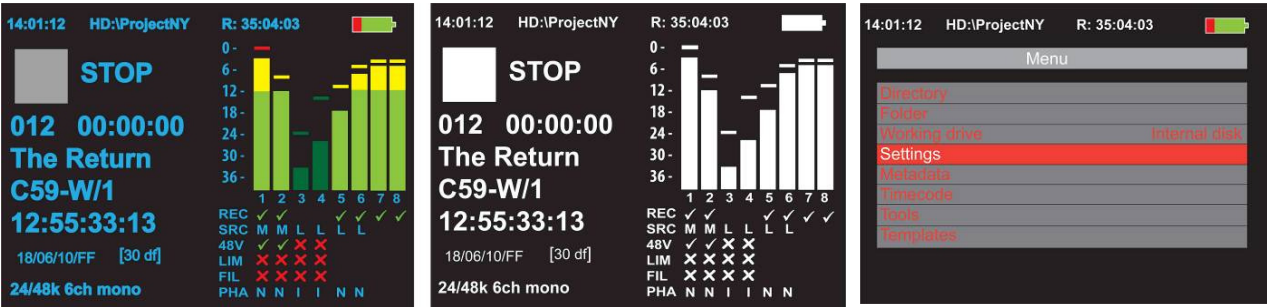 14:01:12 HD:\ProjectNY R: 35:04:03
STOP
012 00:00:00
The Return
C59-W/1
12:55:33:13
18/06/10/FF [30 df]
24/48k 6ch mono
0 -
6 -
12 -
18 -
24 -
30 -
36 -
1 2 3 4 5 6 7 8
REC ✓ ✓ ✓ ✓ ✓ ✓
SRC M M L L L L
48V ✓ ✓ ✕ ✕
LIM ✕ ✕ ✕ ✕
FIL ✕ ✕ ✕ ✕
PHA N N I I N N
14:01:12 HD:\ProjectNY R: 35:04:03
STOP
012 00:00:00
The Return
C59-W/1
12:55:33:13
18/06/10/FF [30 df]
24/48k 6ch mono
0 -
6 -
12 -
18 -
24 -
30 -
36 -
1 2 3 4 5 6 7 8
REC ✓ ✓ ✓ ✓ ✓ ✓
SRC M M L L L L
48V ✓ ✓ ✕ ✕
LIM ✕ ✕ ✕ ✕
FIL ✕ ✕ ✕ ✕
PHA N N I I N N
14:01:12 HD:\ProjectNY R: 35:04:03
Menu
Directory
Folder
Working drive Internal disk
Settings
Metadata
Timecode
Tools
Templates